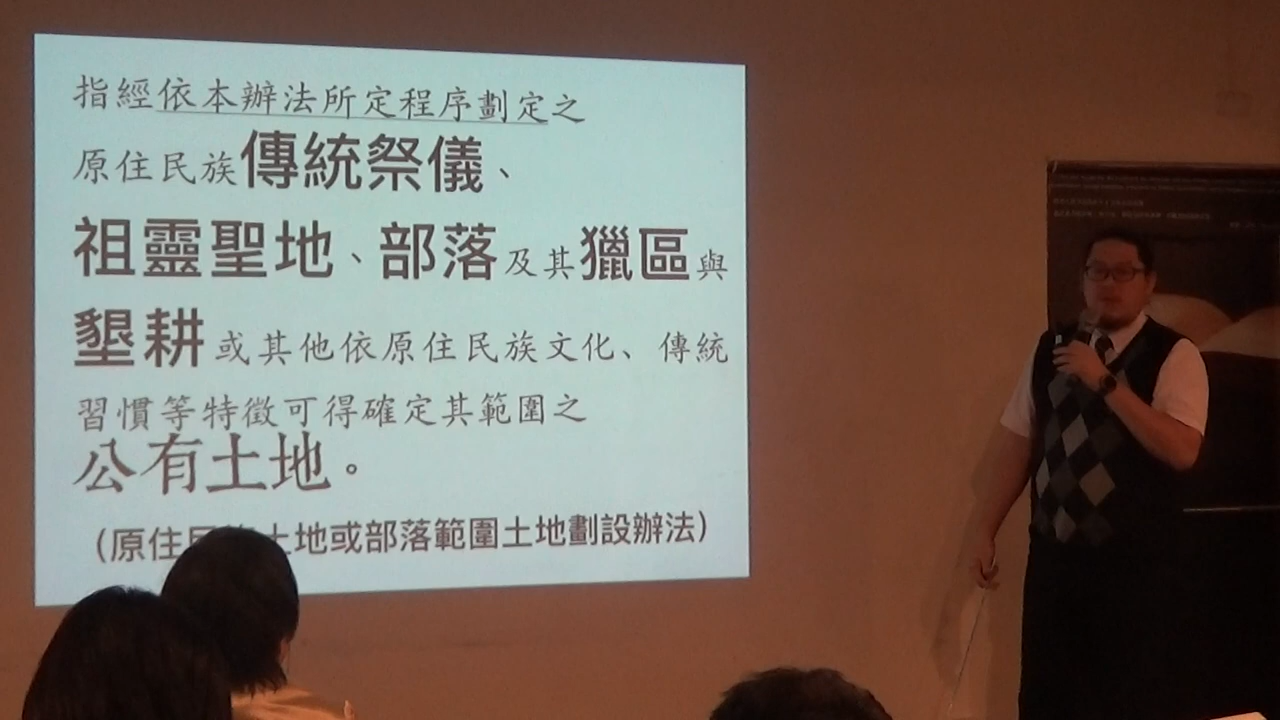 指經依本辦法所定程序劃定之
原住民族傳統祭儀、
祖靈聖地、部落及其獵區與
墾耕或其他依原住民族文化、傳統
習慣等特徵可得確定其範圍之
公有土地。
(原住 土地或部落範圍土地劃設辦法)